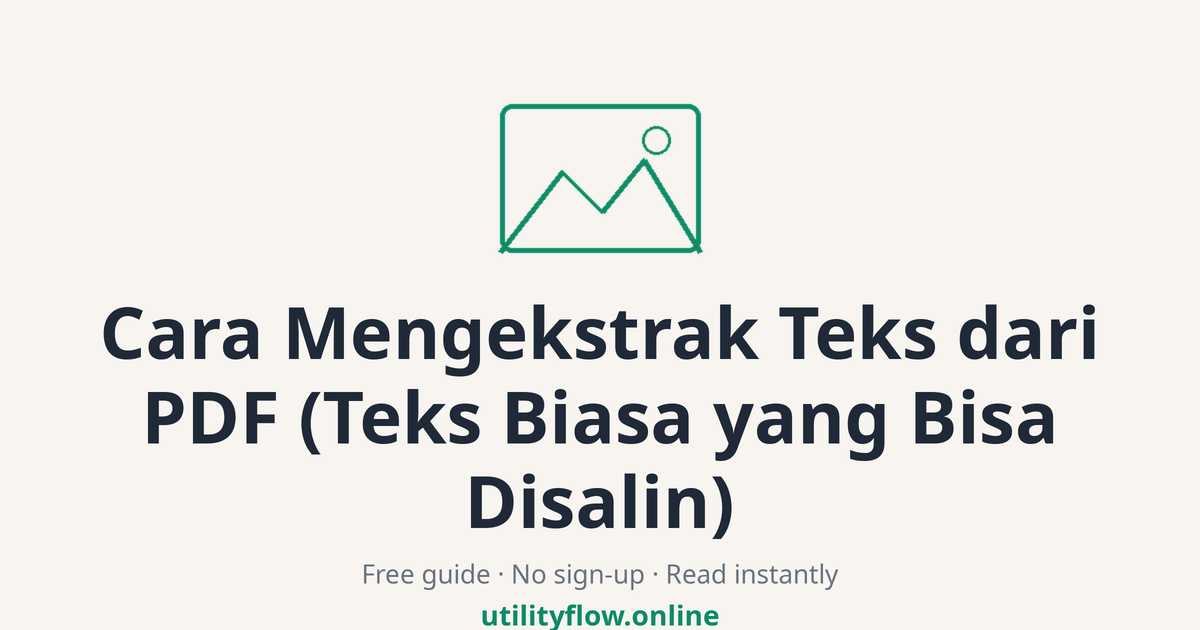 Cara Mengekstrak Teks dari
PDF (Teks Biasa yang Bisa
Disalin)
Free guide · No sign-up · Read instantly
utilityflow.online